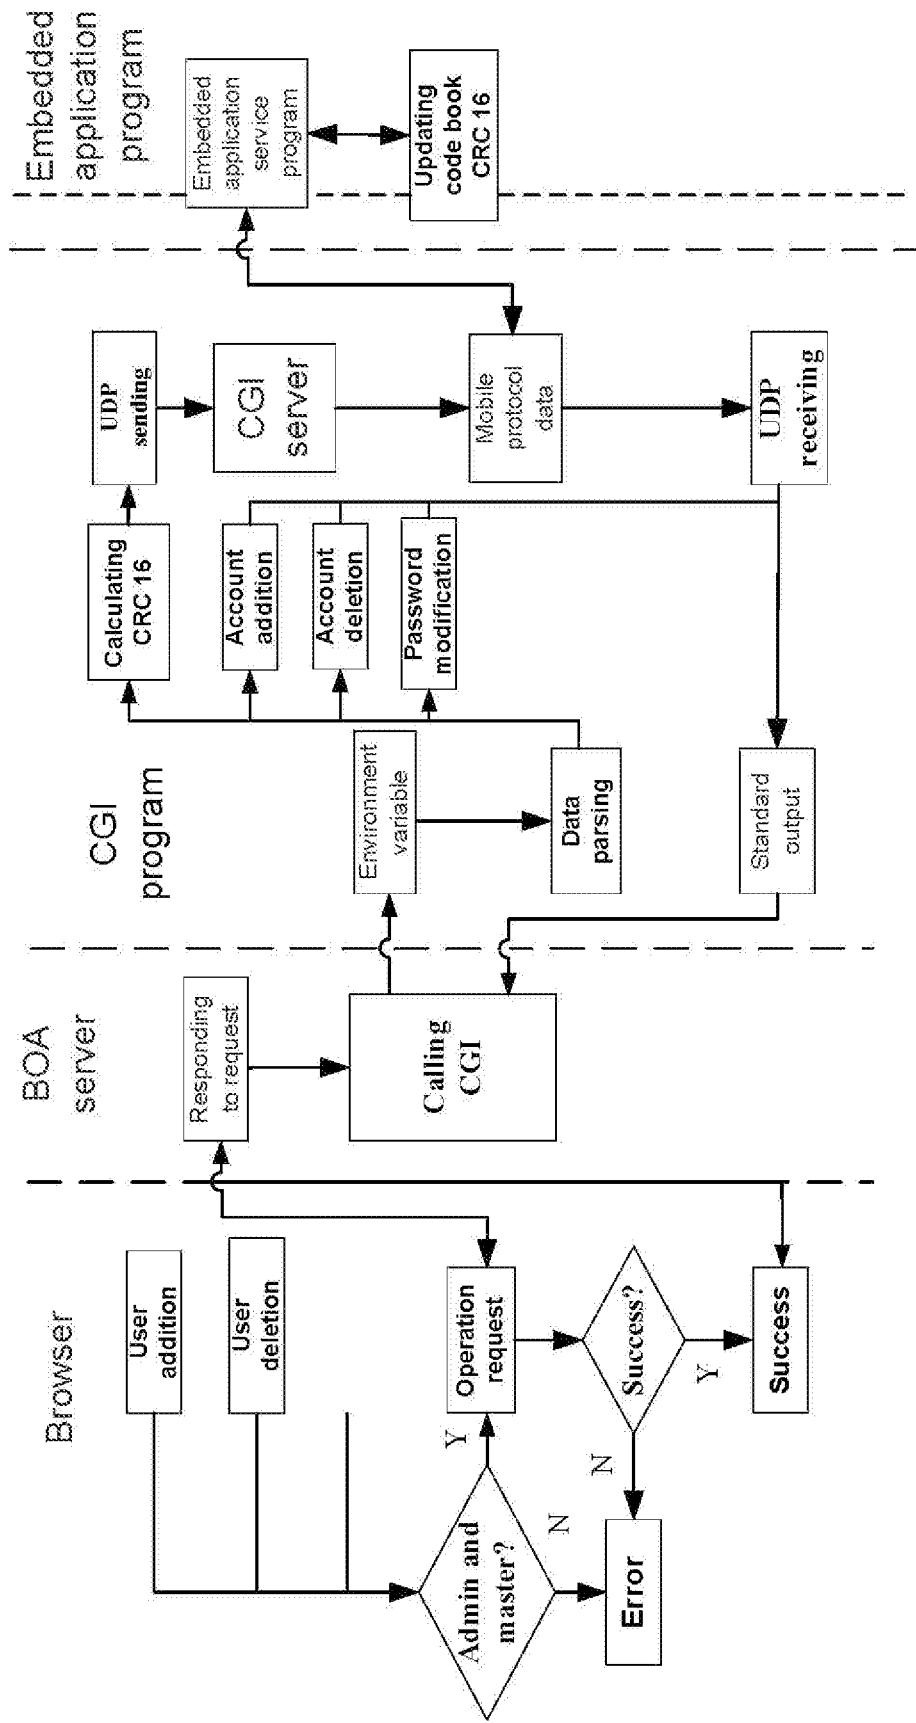 Browser
BOA
server
CGI
program
Embedded
application
program
User
addition
User
deletion
Admin and
master?
Y
N
Operation
request
Success?
N
Y
Error
Success
Responding
to request
Calling
CGI
Environment
variable
Data
parsing
Calculating
CRC 16
Account
addition
Account
deletion
Password
modification
Standard
output
UDP
sending
CGI
server
Mobile
protocol
data
UDP
receiving
Embedded
application
service
program
Updating
code book
CRC 16